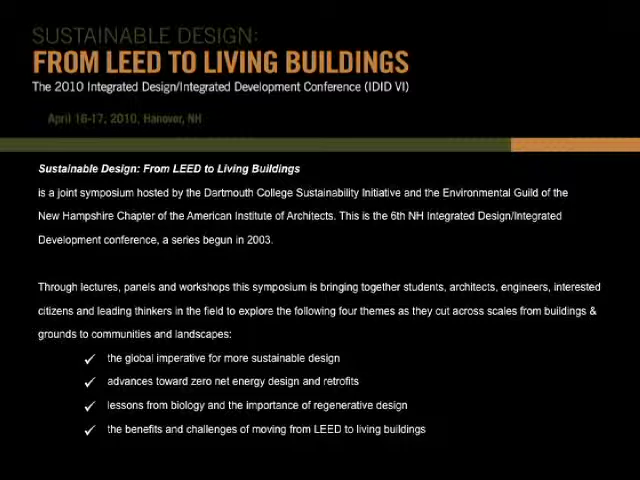 SUSTAINABLE DESIGN:
FROM LEED TO LIVING BUILDINGS
The 2010 Integrated Design/Integrated Development Conference (IDID VI)
April 16-17, 2010, Hanover, NH
Sustainable Design: From LEED to Living Buildings
is a joint symposium hosted by the Dartmouth College Sustainability Initiative and the Environmental Guild of the
New Hampshire Chapter of the American Institute of Architects. This is the 6th NH Integrated Design/Integrated
Development conference, a series begun in 2003.
Through lectures, panels and workshops this symposium is bringing together students, architects, engineers, interested
citizens and leading thinkers in the field to explore the following four themes as they cut across scales from buildings &
grounds to communities and landscapes:
✓ the global imperative for more sustainable design
✓ advances toward zero net energy design and retrofits
✓ lessons from biology and the importance of regenerative design
✓ the benefits and challenges of moving from LEED to living buildings